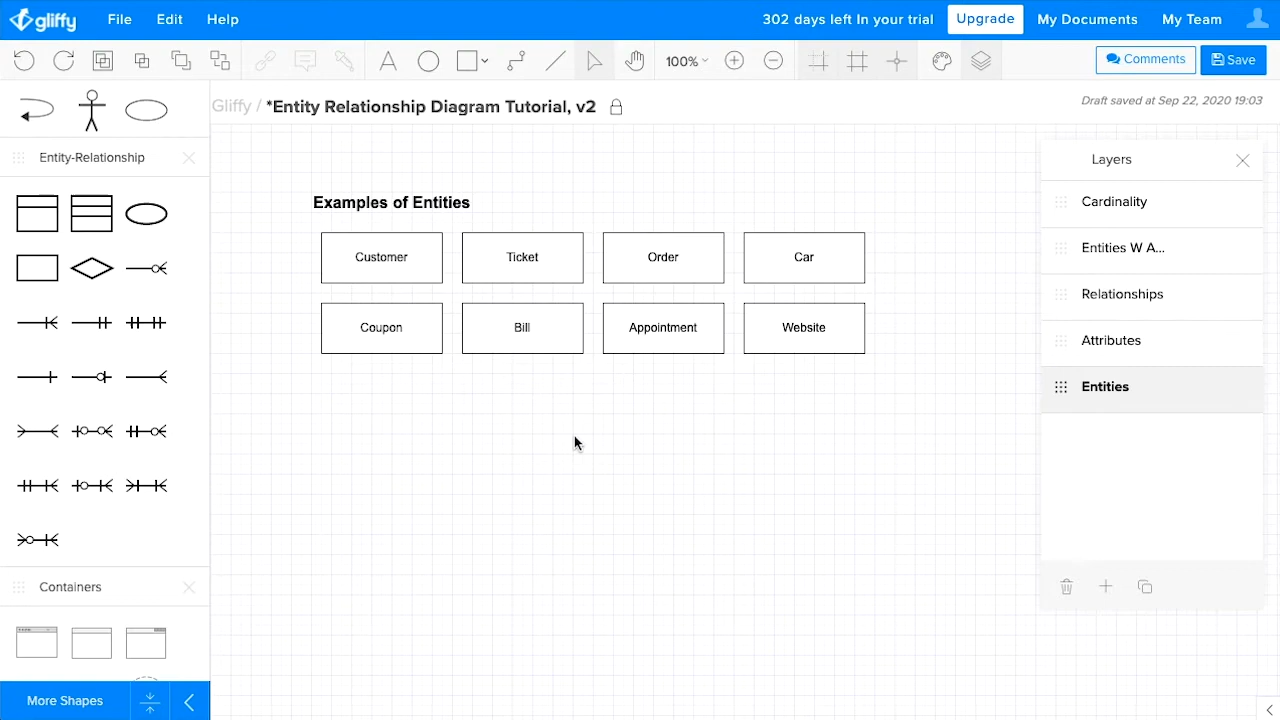 gliffy File Edit Help 302 days left In your trial Upgrade My Documents My Team
100% Comments Save
Gliffy / *Entity Relationship Diagram Tutorial, v2
Draft saved at Sep 22, 2020 19:03
Entity-Relationship
Containers
More Shapes
Examples of Entities
Customer Ticket Order Car
Coupon Bill Appointment Website
Layers
Cardinality
Entities W A...
Relationships
Attributes
Entities